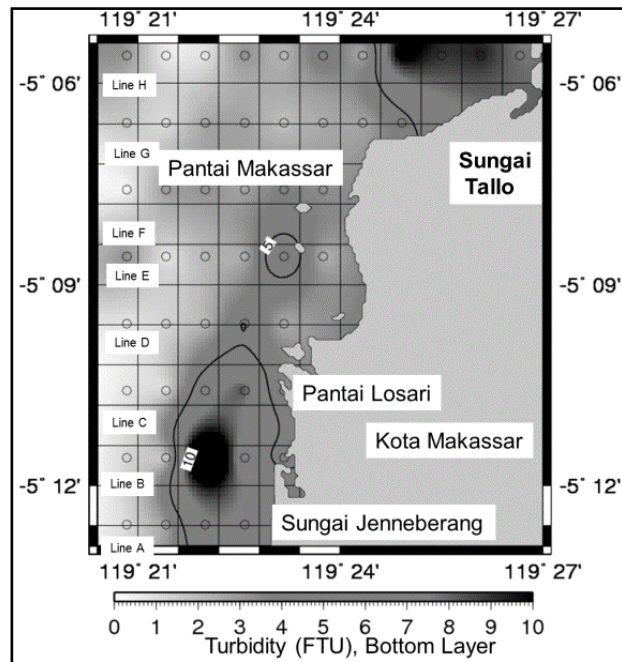 119˚ 21' 119˚ 24' 119˚ 27'
-5˚ 06' -5˚ 06'
Line H
Sungai
Tallo
Line G
Pantai Makassar
Line F
5
Line E
-5˚ 09' -5˚ 09'
Line D
Pantai Losari
Line C
Kota Makassar
10
Line B
-5˚ 12' -5˚ 12'
Sungai Jenneberang
Line A
119˚ 21' 119˚ 24' 119˚ 27'
0 1 2 3 4 5 6 7 8 9 10
Turbidity (FTU), Bottom Layer